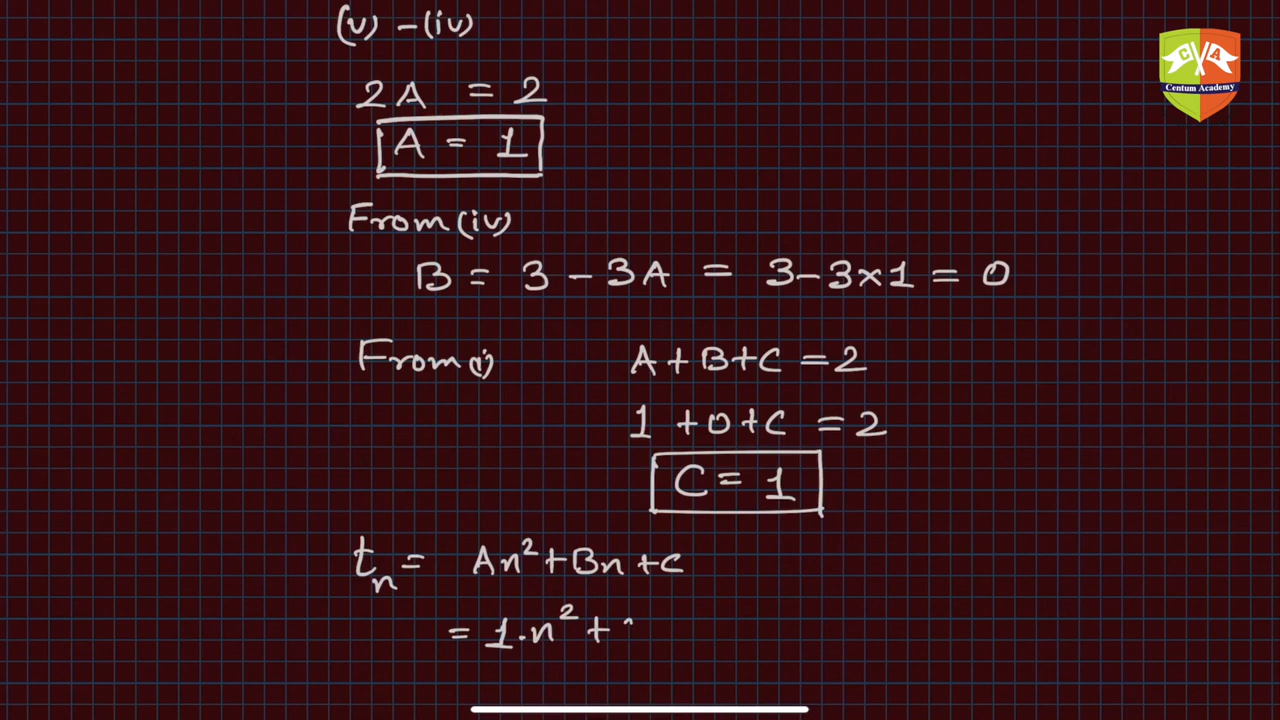 (v) - (iv)
C A
Centum Academy
2A = 2
A = 1
From (iv)
B = 3 - 3A = 3-3×1 = 0
From (i) A + B + C = 2
1 + 0 + C = 2
C = 1
tₙ = An² + Bn + C
= 1·n² +